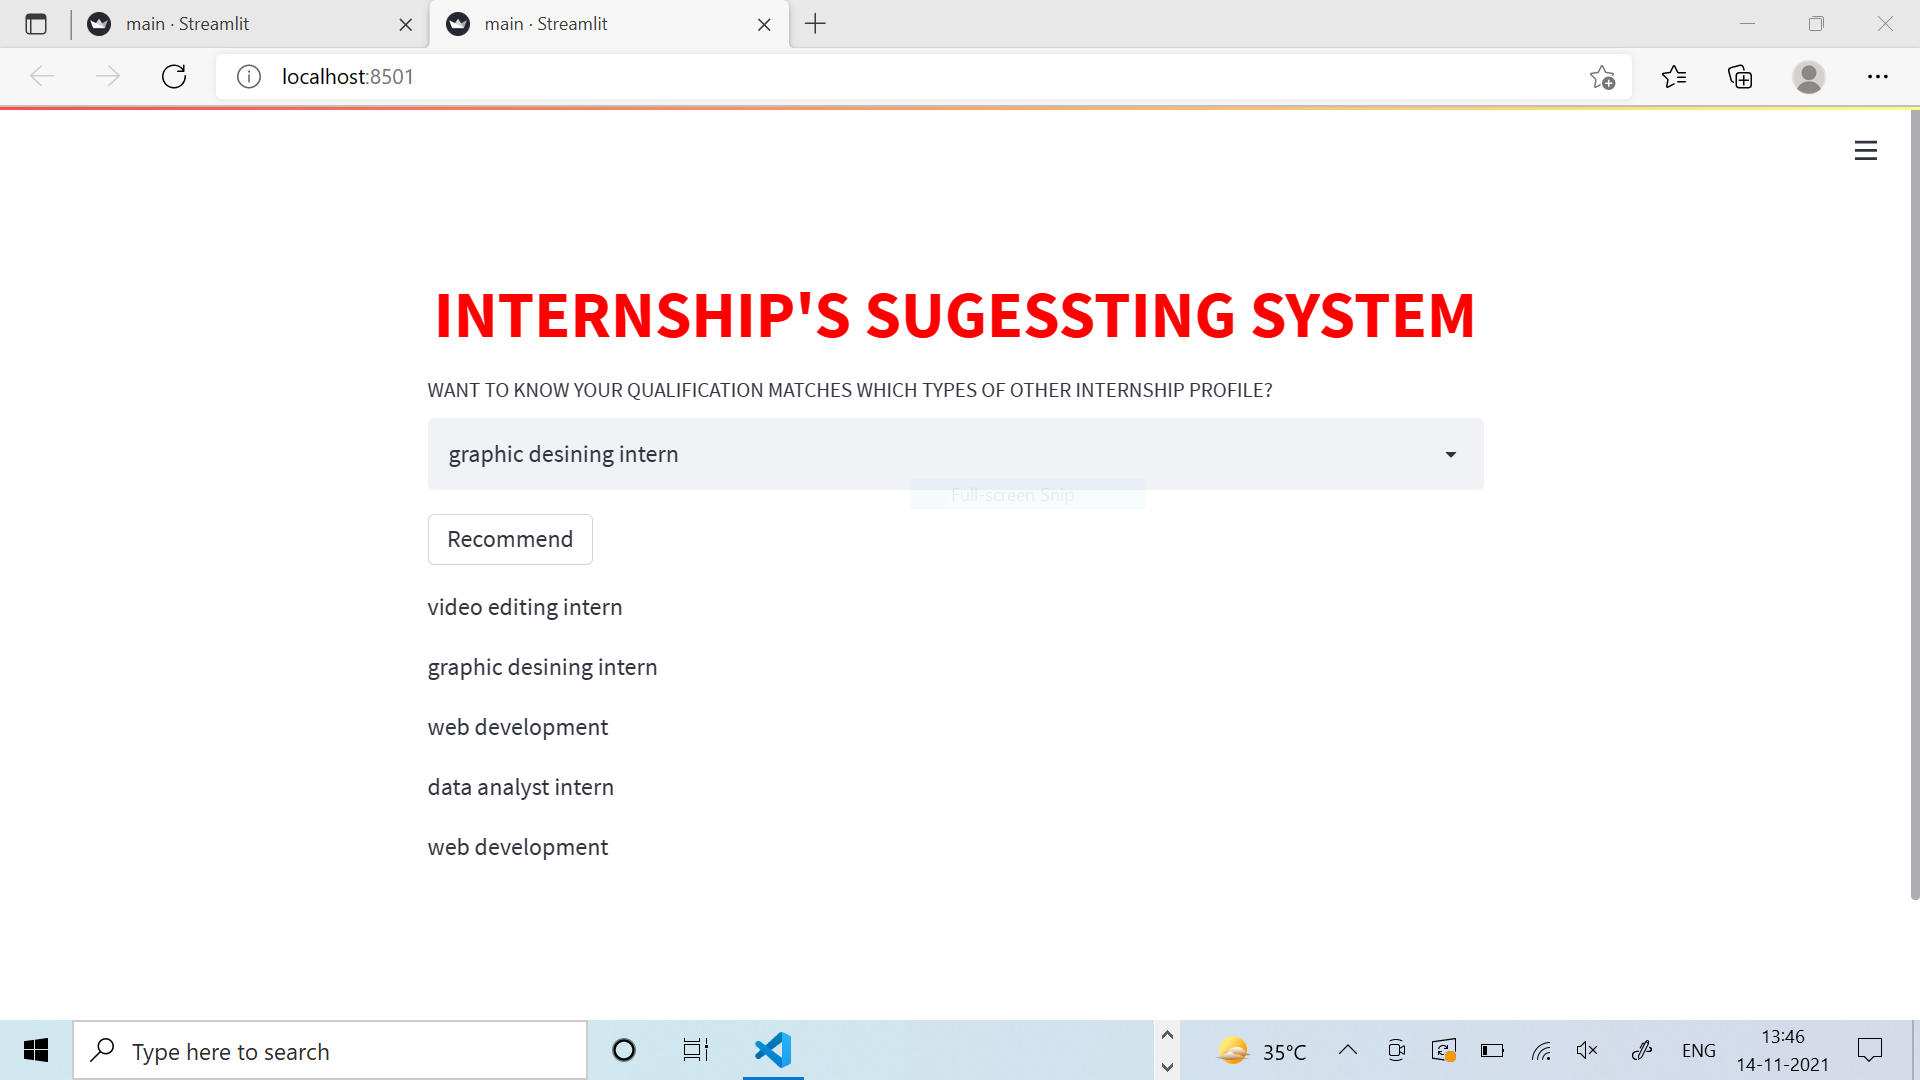 main · Streamlit
main · Streamlit
localhost:8501
INTERNSHIP'S SUGESSTING SYSTEM
WANT TO KNOW YOUR QUALIFICATION MATCHES WHICH TYPES OF OTHER INTERNSHIP PROFILE?
graphic desining intern
Full-screen Snip
Recommend
video editing intern
graphic desining intern
web development
data analyst intern
web development
Type here to search
35°C
ENG
13:46
14-11-2021